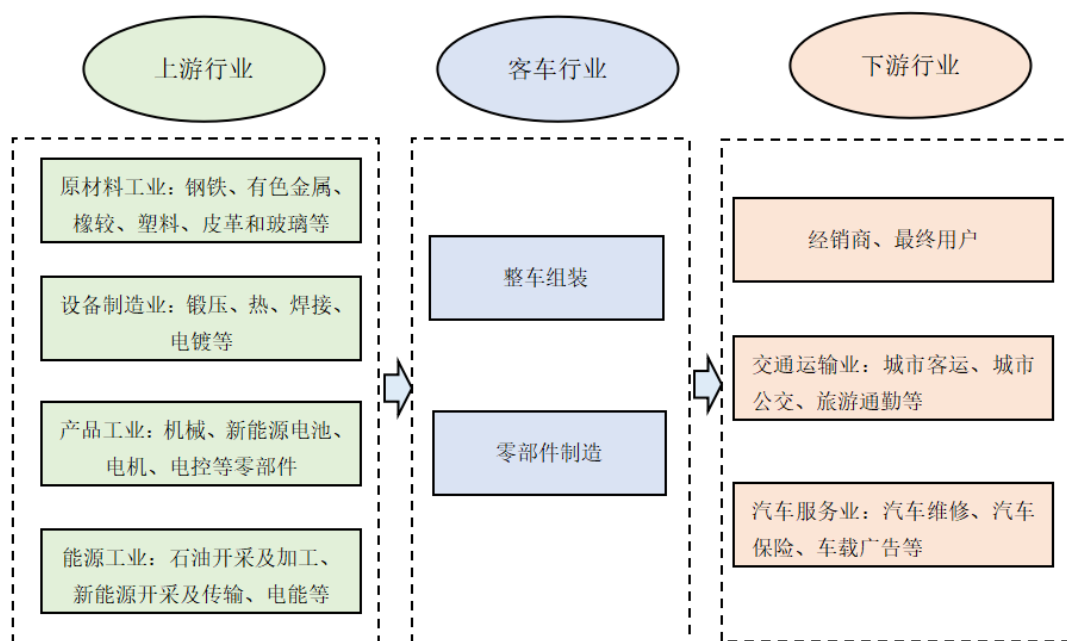 上游行业
客车行业
下游行业
原材料工业：钢铁、有色金属、
橡较、塑料、皮革和玻璃等
设备制造业：锻压、热、焊接、
电镀等
产品工业：机械、新能源电池、
电机、电控等零部件
能源工业：石油开采及加工、
新能源开采及传输、电能等
整车组装
零部件制造
经销商、最终用户
交通运输业：城市客运、城市
公交、旅游通勤等
汽车服务业：汽车维修、汽车
保险、车载广告等